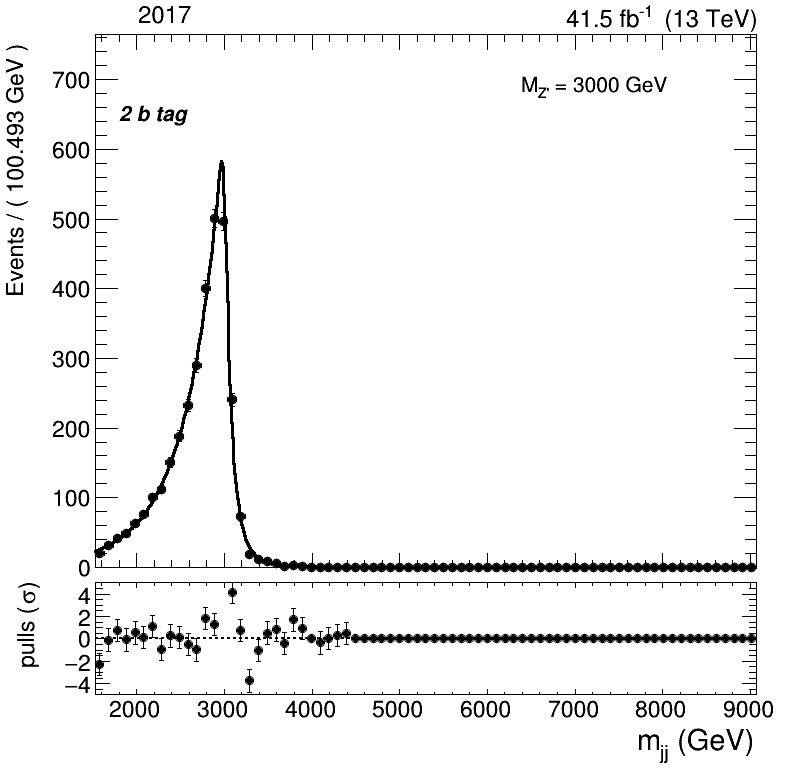 2017 41.5 fb⁻¹ (13 TeV)
Events / ( 100.493 GeV )
M_Z' = 3000 GeV
2 b tag
700
600
500
400
300
200
100
0
pulls (σ)
4
2
0
−2
−4
2000 3000 4000 5000 6000 7000 8000 9000
m_jj (GeV)